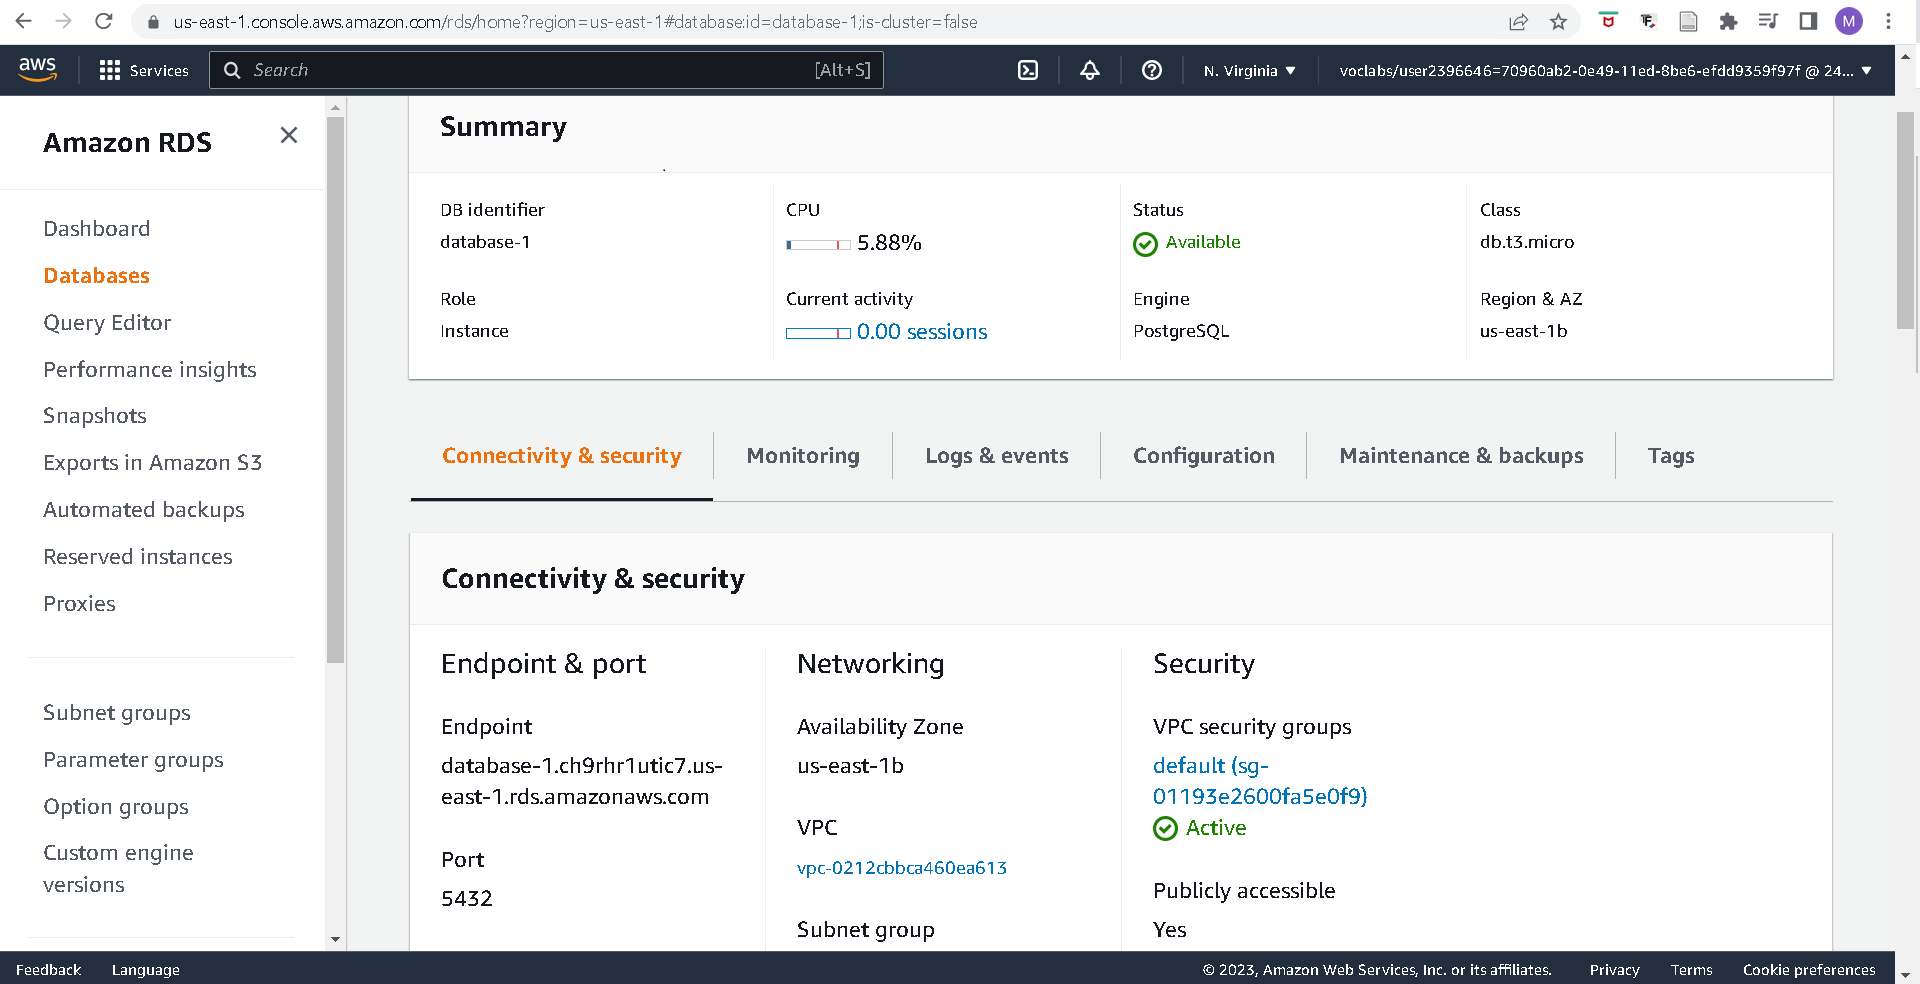 us-east-1.console.aws.amazon.com/rds/home?region=us-east-1#database:id=database-1;is-cluster=false
M
aws
Services
Search
[Alt+S]
N. Virginia
voclabs/user2396646=70960ab2-0e49-11ed-8be6-efdd9359f97f @ 24...
Amazon RDS
Dashboard
Databases
Query Editor
Performance insights
Snapshots
Exports in Amazon S3
Automated backups
Reserved instances
Proxies
Subnet groups
Parameter groups
Option groups
Custom engine
versions
Summary
DB identifier
database-1
CPU
5.88%
Status
Available
Class
db.t3.micro
Role
Instance
Current activity
0.00 sessions
Engine
PostgreSQL
Region & AZ
us-east-1b
Connectivity & security
Monitoring
Logs & events
Configuration
Maintenance & backups
Tags
Connectivity & security
Endpoint & port
Endpoint
database-1.ch9rhr1utic7.us-
east-1.rds.amazonaws.com
Port
5432
Networking
Availability Zone
us-east-1b
VPC
vpc-0212cbbca460ea613
Subnet group
Security
VPC security groups
default (sg-
01193e2600fa5e0f9)
Active
Publicly accessible
Yes
Feedback
Language
© 2023, Amazon Web Services, Inc. or its affiliates.
Privacy
Terms
Cookie preferences